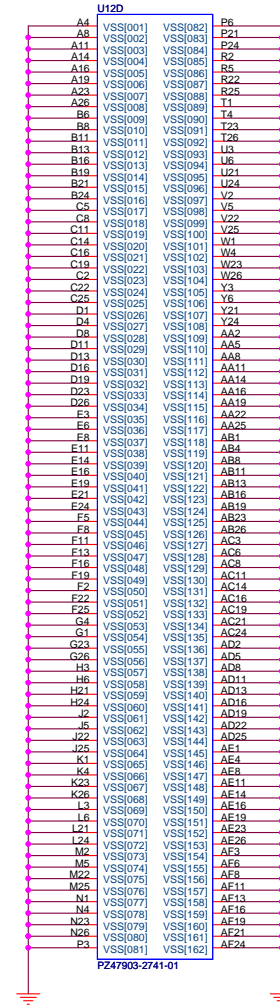 U12D
A4 VSS[001] VSS[082] P6
A8 VSS[002] VSS[083] P21
A11 VSS[003] VSS[084] P24
A14 VSS[004] VSS[085] R2
A16 VSS[005] VSS[086] R5
A19 VSS[006] VSS[087] R22
A23 VSS[007] VSS[088] R25
A26 VSS[008] VSS[089] T1
B6 VSS[009] VSS[090] T4
B8 VSS[010] VSS[091] T23
B11 VSS[011] VSS[092] T26
B13 VSS[012] VSS[093] U3
B16 VSS[013] VSS[094] U6
B19 VSS[014] VSS[095] U21
B21 VSS[015] VSS[096] U24
B24 VSS[016] VSS[097] V2
C5 VSS[017] VSS[098] V5
C8 VSS[018] VSS[099] V22
C11 VSS[019] VSS[100] V25
C14 VSS[020] VSS[101] W1
C16 VSS[021] VSS[102] W4
C19 VSS[022] VSS[103] W23
C2 VSS[023] VSS[104] W26
C22 VSS[024] VSS[105] Y3
C25 VSS[025] VSS[106] Y6
D1 VSS[026] VSS[107] Y21
D4 VSS[027] VSS[108] Y24
D8 VSS[028] VSS[109] AA2
D11 VSS[029] VSS[110] AA5
D13 VSS[030] VSS[111] AA8
D16 VSS[031] VSS[112] AA11
D19 VSS[032] VSS[113] AA14
D23 VSS[033] VSS[114] AA16
D26 VSS[034] VSS[115] AA19
E3 VSS[035] VSS[116] AA22
E6 VSS[036] VSS[117] AA25
E8 VSS[037] VSS[118] AB1
E11 VSS[038] VSS[119] AB4
E14 VSS[039] VSS[120] AB8
E16 VSS[040] VSS[121] AB11
E19 VSS[041] VSS[122] AB13
E21 VSS[042] VSS[123] AB16
E24 VSS[043] VSS[124] AB19
F5 VSS[044] VSS[125] AB23
F8 VSS[045] VSS[126] AB26
F11 VSS[046] VSS[127] AC3
F13 VSS[047] VSS[128] AC6
F16 VSS[048] VSS[129] AC8
F19 VSS[049] VSS[130] AC11
F2 VSS[050] VSS[131] AC14
F22 VSS[051] VSS[132] AC16
F25 VSS[052] VSS[133] AC19
G4 VSS[053] VSS[134] AC21
G1 VSS[054] VSS[135] AC24
G23 VSS[055] VSS[136] AD2
G26 VSS[056] VSS[137] AD5
H3 VSS[057] VSS[138] AD8
H6 VSS[058] VSS[139] AD11
H21 VSS[059] VSS[140] AD13
H24 VSS[060] VSS[141] AD16
J2 VSS[061] VSS[142] AD19
J5 VSS[062] VSS[143] AD22
J22 VSS[063] VSS[144] AD25
J25 VSS[064] VSS[145] AE1
K1 VSS[065] VSS[146] AE4
K4 VSS[066] VSS[147] AE8
K23 VSS[067] VSS[148] AE11
K26 VSS[068] VSS[149] AE14
L3 VSS[069] VSS[150] AE16
L6 VSS[070] VSS[151] AE19
L21 VSS[071] VSS[152] AE23
L24 VSS[072] VSS[153] AE26
M2 VSS[073] VSS[154] AF3
M5 VSS[074] VSS[155] AF6
M22 VSS[075] VSS[156] AF8
M25 VSS[076] VSS[157] AF11
N1 VSS[077] VSS[158] AF13
N4 VSS[078] VSS[159] AF16
N23 VSS[079] VSS[160] AF19
N26 VSS[080] VSS[161] AF21
P3 VSS[081] VSS[162] AF24
PZ47903-2741-01